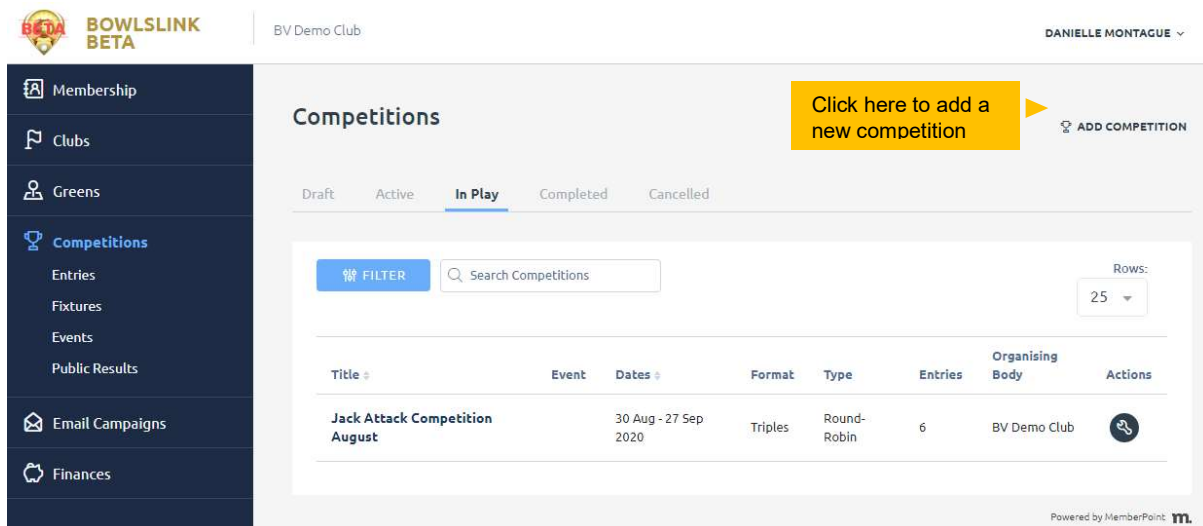 BETA
BOWLSLINK
BETA
BV Demo Club
DANIELLE MONTAGUE
Membership
Clubs
Greens
Competitions
Entries
Fixtures
Events
Public Results
Email Campaigns
Finances
Competitions
Click here to add a
new competition
ADD COMPETITION
Draft Active In Play Completed Cancelled
FILTER
Search Competitions
Rows:
25
Title Event Dates Format Type Entries Organising Body Actions
Jack Attack Competition
August
30 Aug - 27 Sep
2020
Triples
Round-
Robin
6
BV Demo Club
Powered by MemberPoint m.